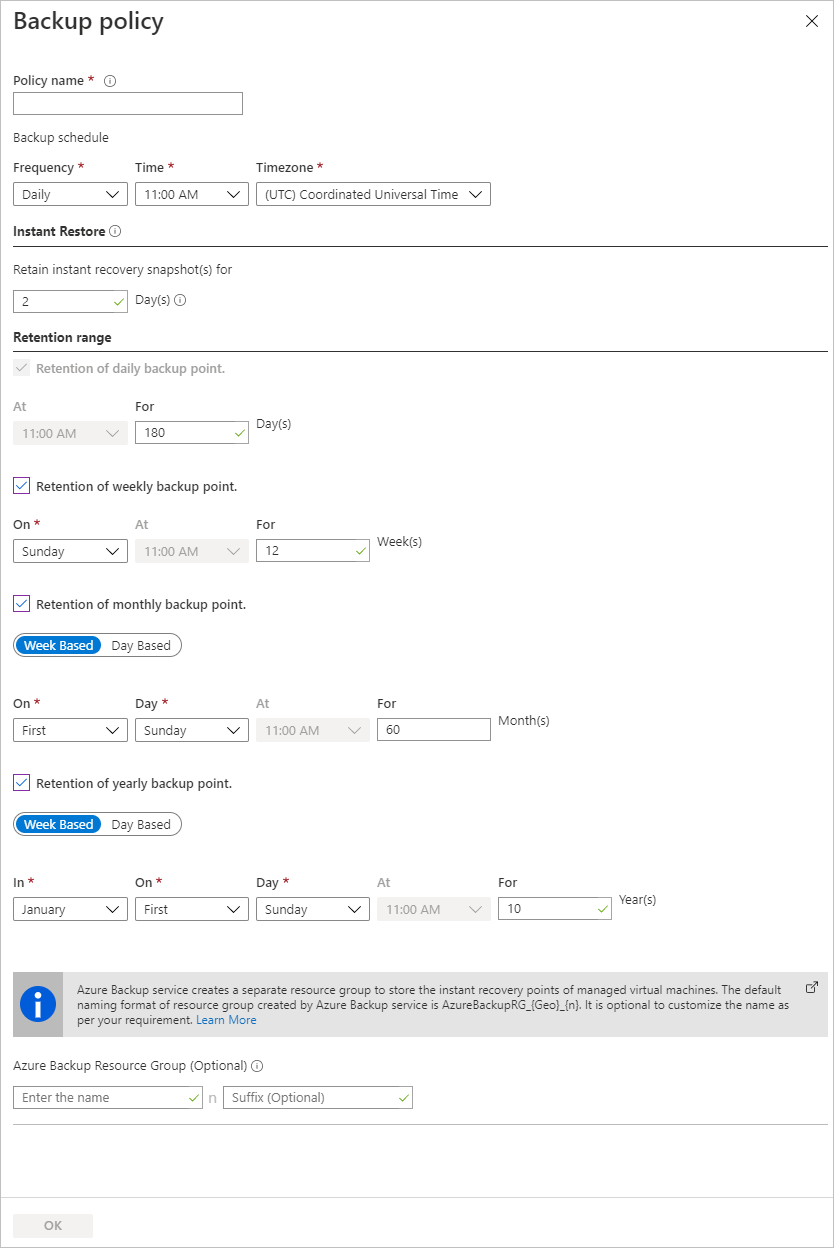 Backup policy
Policy name *
Backup schedule
Frequency * Time * Timezone *
Daily 11:00 AM (UTC) Coordinated Universal Time
Instant Restore
Retain instant recovery snapshot(s) for
2 Day(s)
Retention range
Retention of daily backup point.
At For
11:00 AM 180 Day(s)
Retention of weekly backup point.
On * At For
Sunday 11:00 AM 12 Week(s)
Retention of monthly backup point.
Week Based Day Based
On * Day * At For
First Sunday 11:00 AM 60 Month(s)
Retention of yearly backup point.
Week Based Day Based
In * On * Day * At For
January First Sunday 11:00 AM 10 Year(s)
Azure Backup service creates a separate resource group to store the instant recovery points of managed virtual machines. The default
naming format of resource group created by Azure Backup service is AzureBackupRG_{Geo}_{n}. It is optional to customize the name as
per your requirement. Learn More
Azure Backup Resource Group (Optional)
Enter the name n Suffix (Optional)
OK